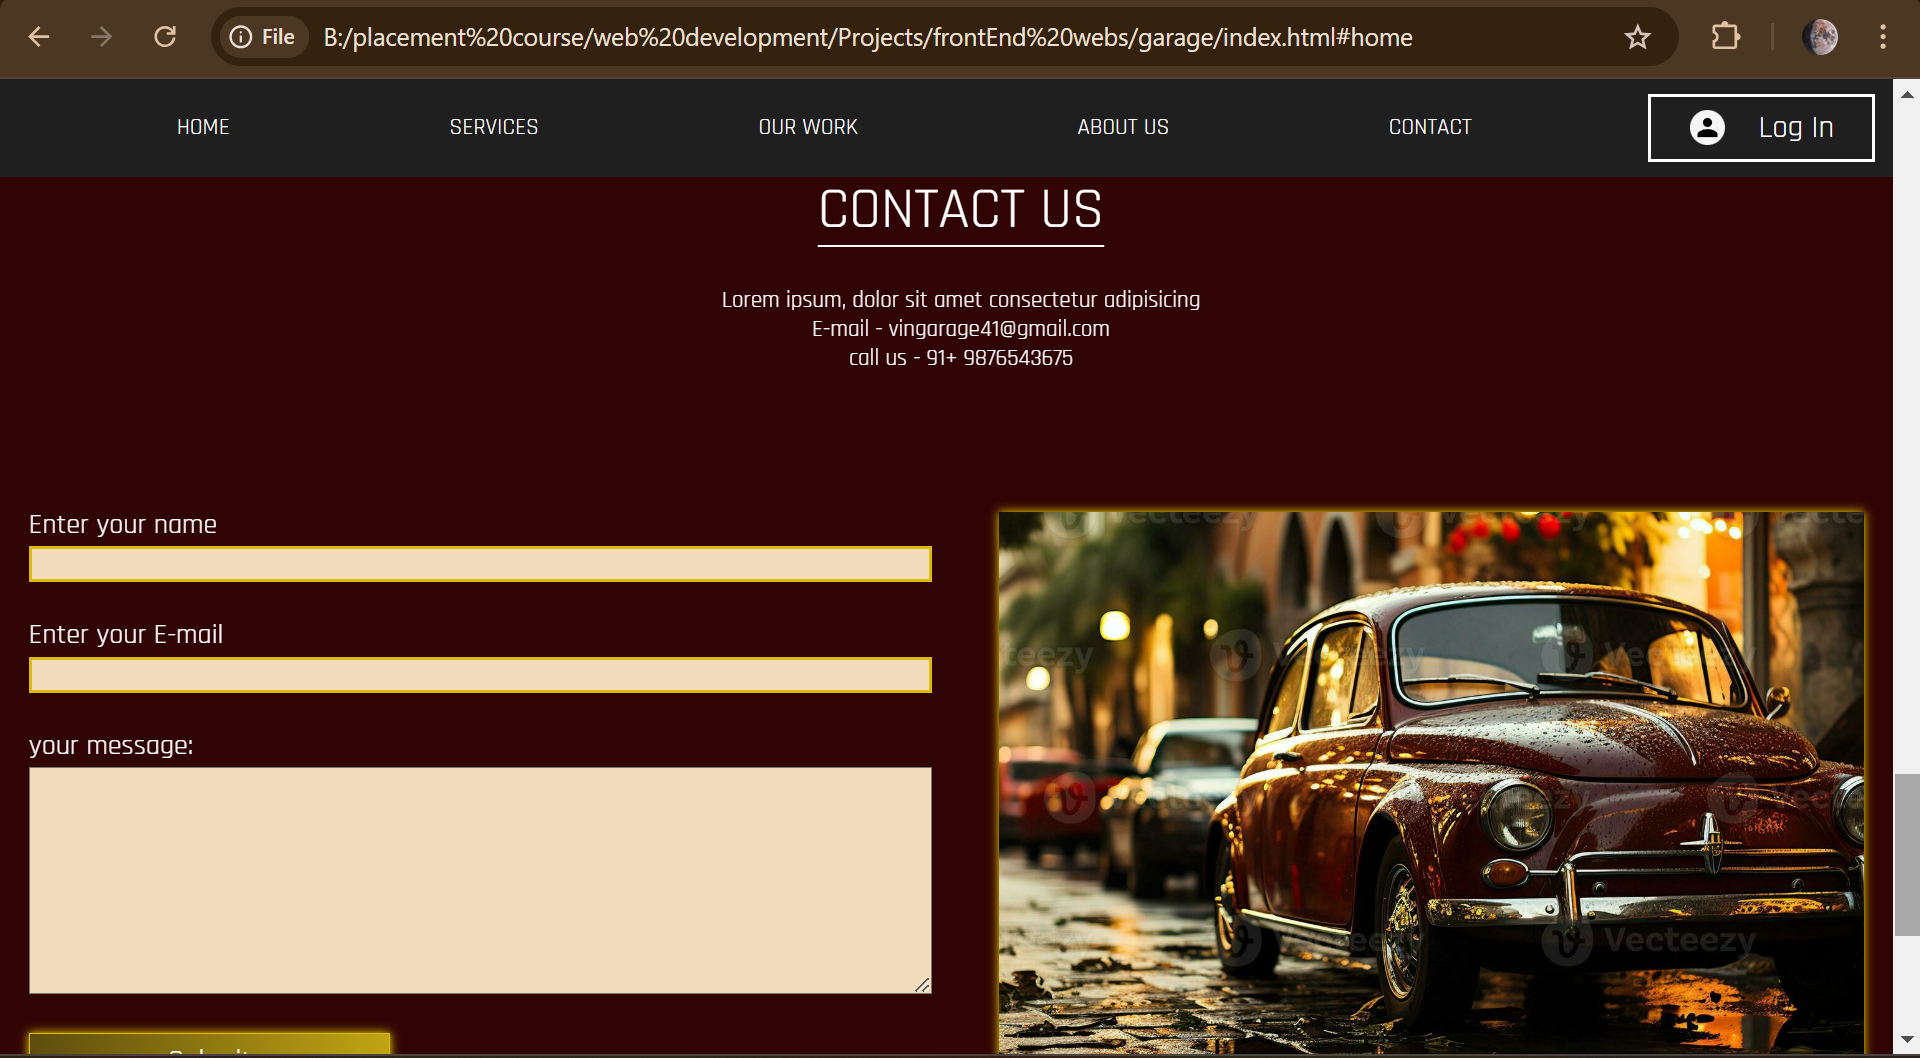 File B:/placement%20course/web%20development/Projects/frontEnd%20webs/garage/index.html#home
HOME SERVICES OUR WORK ABOUT US CONTACT Log In
CONTACT US
Lorem ipsum, dolor sit amet consectetur adipisicing
E-mail - vingarage41@gmail.com
call us - 91+ 9876543675
Enter your name
Enter your E-mail
your message:
Vecteezy